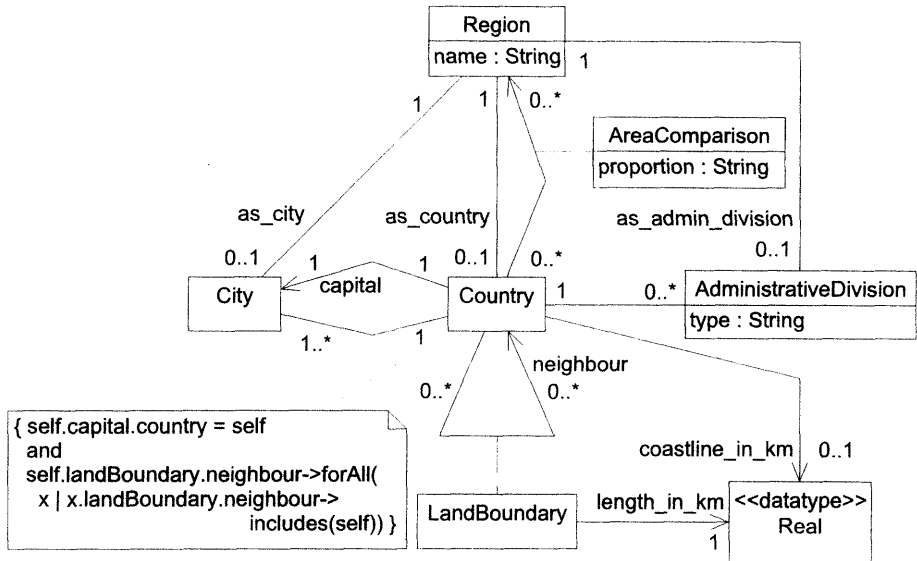 Region
name : String
1
1
1
0..*
AreaComparison
proportion : String
as_city
as_country
as_admin_division
0..1
0..1
0..*
0..1
1
1
City
capital
Country
1
0..*
AdministrativeDivision
type : String
1..*
1
neighbour
0..*
0..*
{ self.capital.country = self
and
self.landBoundary.neighbour->forAll(
x | x.landBoundary.neighbour->
includes(self)) }
coastline_in_km
0..1
LandBoundary
length_in_km
1
<<datatype>>
Real